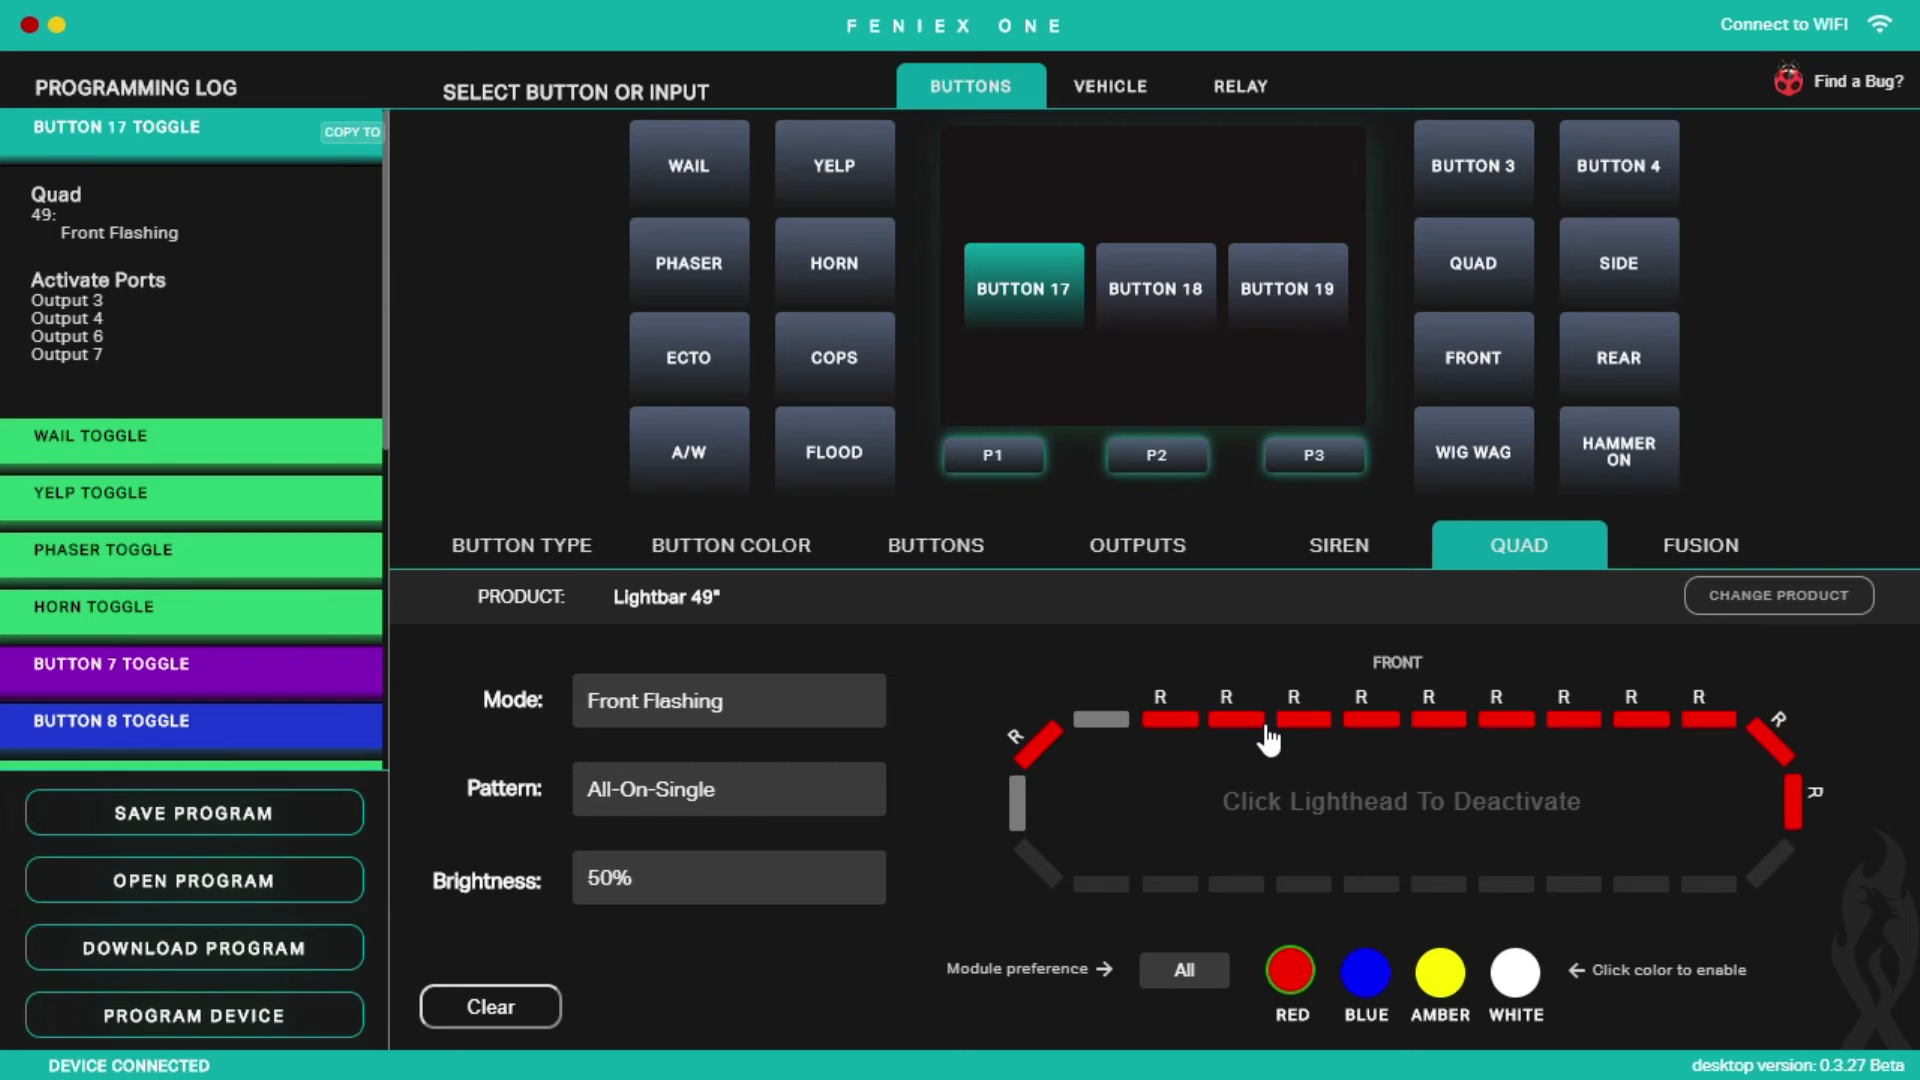 FENIEX ONE
Connect to WIFI
PROGRAMMING LOG
SELECT BUTTON OR INPUT
BUTTONS
VEHICLE
RELAY
Find a Bug?
BUTTON 17 TOGGLE
COPY TO
Quad
49:
Front Flashing
Activate Ports
Output 3
Output 4
Output 6
Output 7
WAIL TOGGLE
YELP TOGGLE
PHASER TOGGLE
HORN TOGGLE
BUTTON 7 TOGGLE
BUTTON 8 TOGGLE
SAVE PROGRAM
OPEN PROGRAM
DOWNLOAD PROGRAM
PROGRAM DEVICE
WAIL
YELP
PHASER
HORN
ECTO
COPS
A/W
FLOOD
BUTTON 17
BUTTON 18
BUTTON 19
P1
P2
P3
BUTTON 3
BUTTON 4
QUAD
SIDE
FRONT
REAR
WIG WAG
HAMMER
ON
BUTTON TYPE
BUTTON COLOR
BUTTONS
OUTPUTS
SIREN
QUAD
FUSION
PRODUCT:
Lightbar 49"
CHANGE PRODUCT
Mode:
Front Flashing
Pattern:
All-On-Single
Brightness:
50%
Clear
FRONT
R R R R R R R R R
R
R
R
Click Lighthead To Deactivate
Module preference →
All
RED
BLUE
AMBER
WHITE
← Click color to enable
DEVICE CONNECTED
desktop version: 0.3.27 Beta